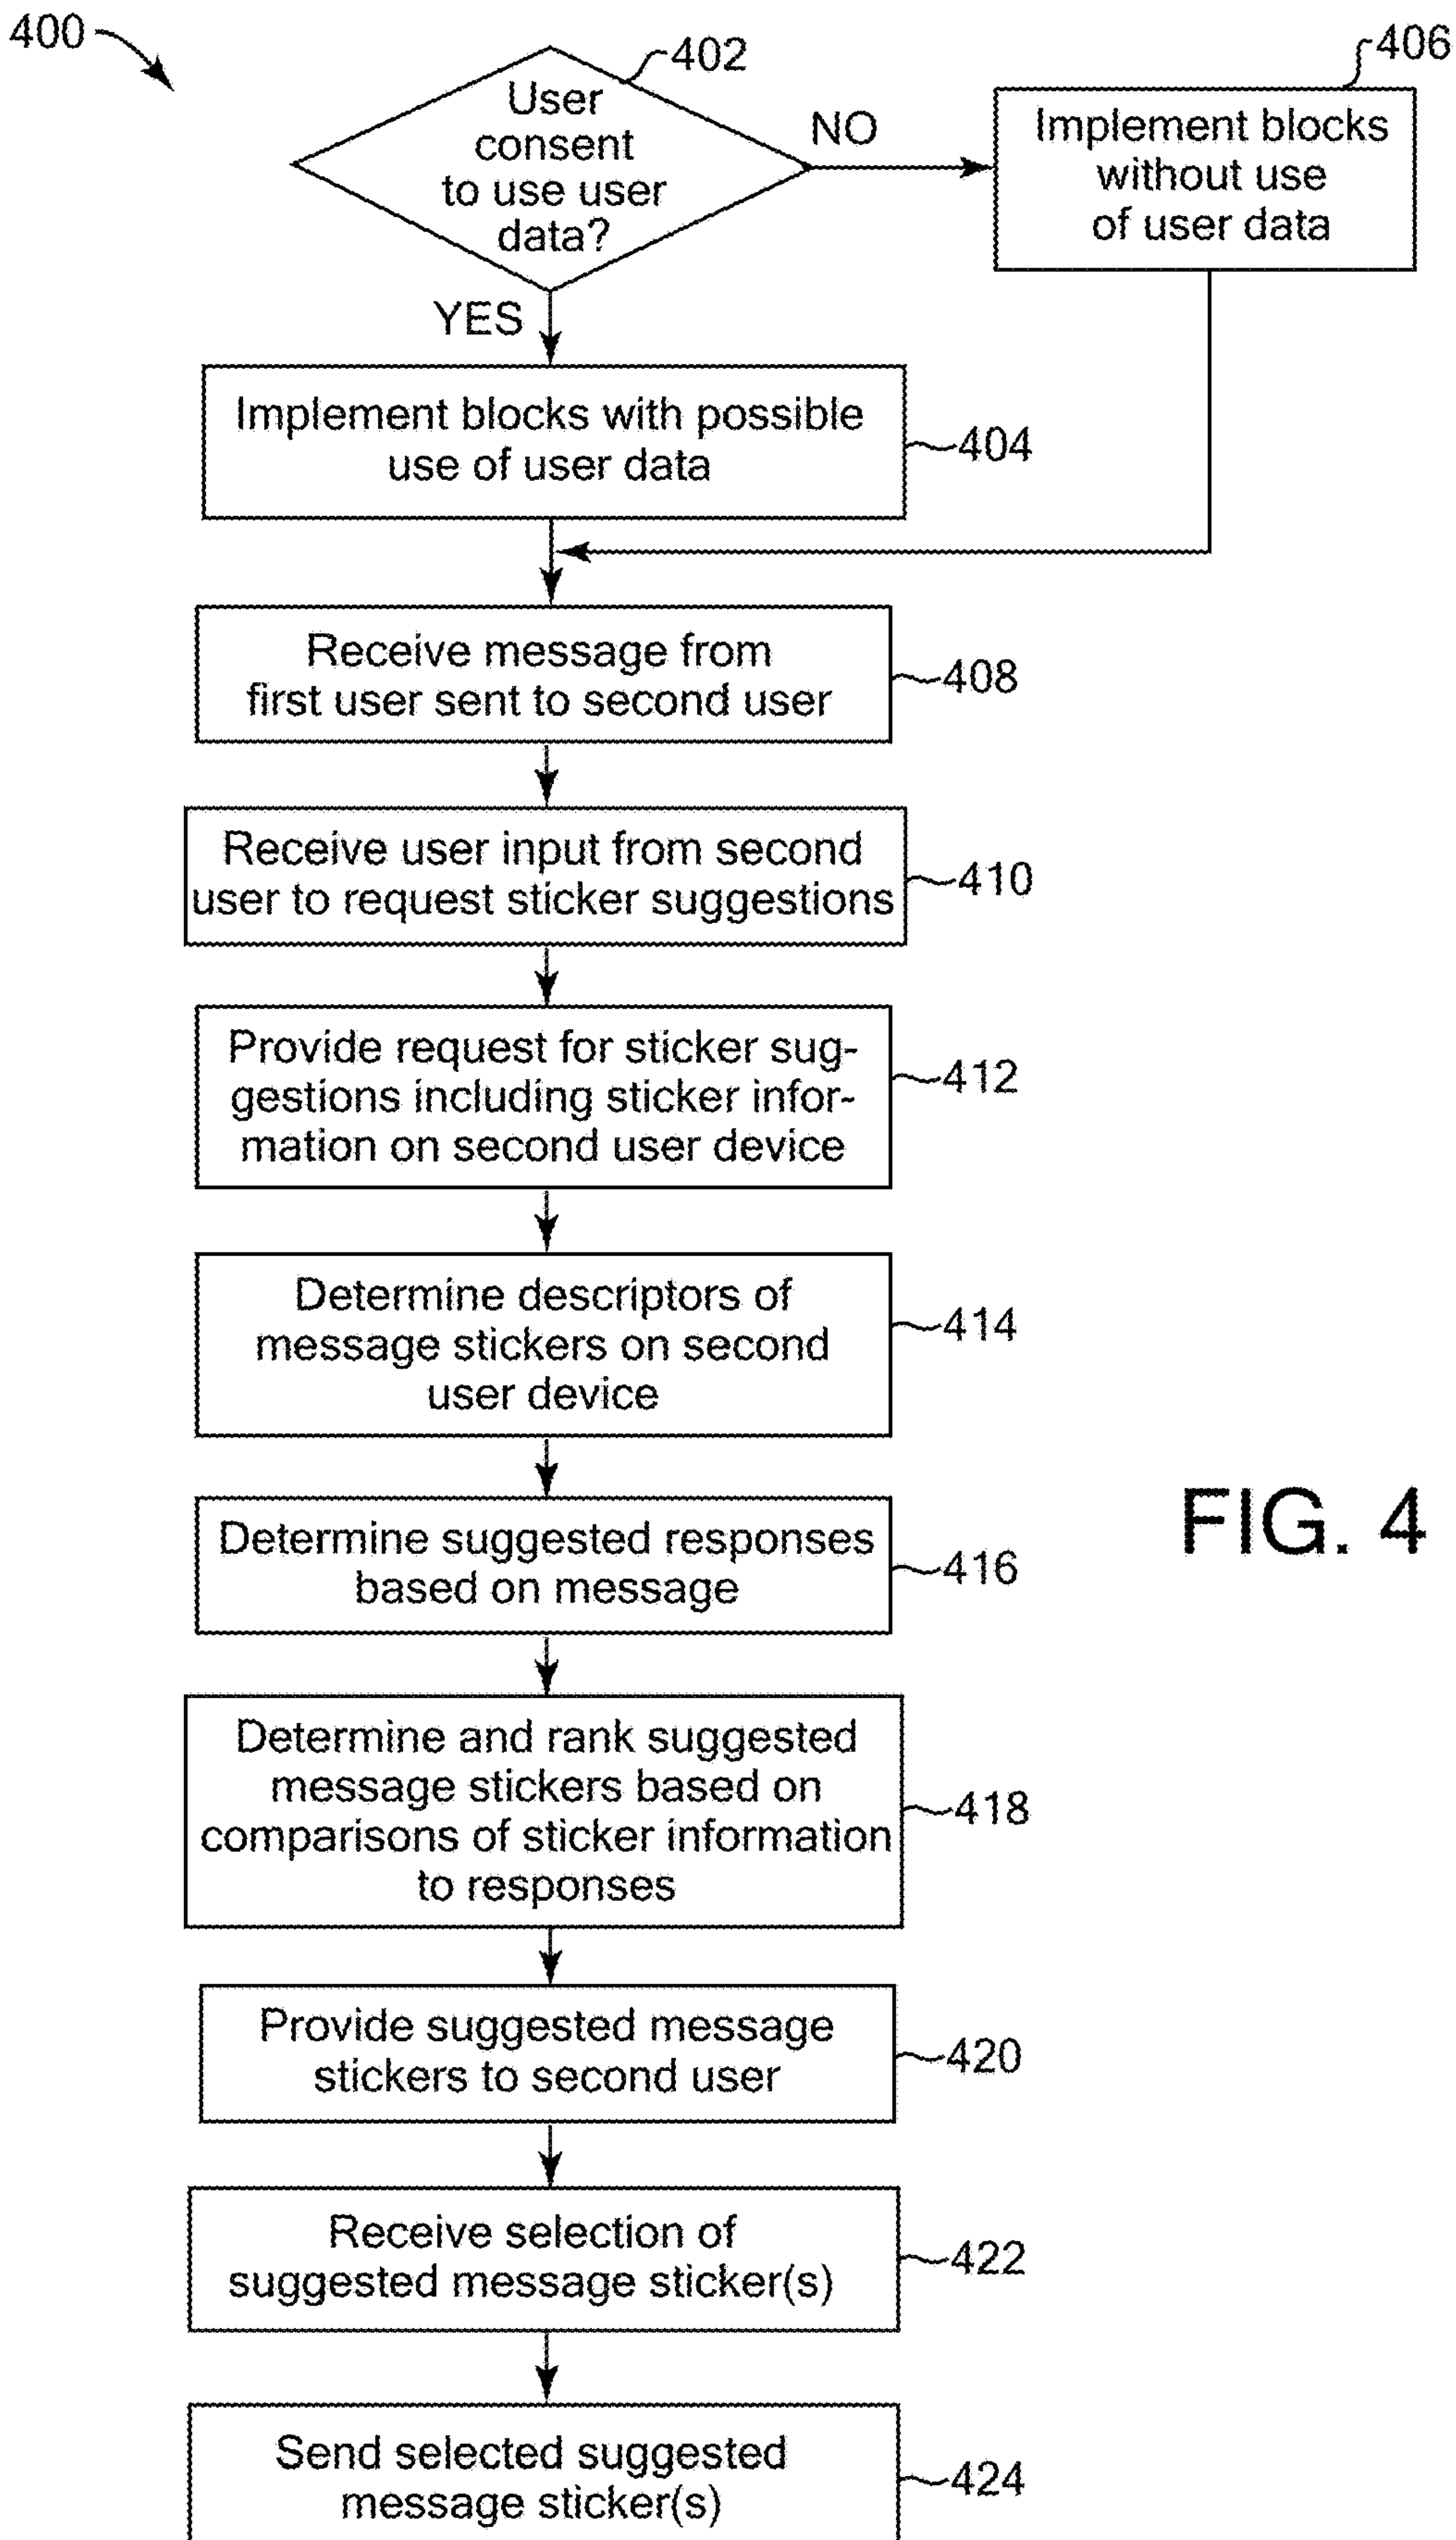 400
402
User
consent
to use user
data?
NO
406
Implement blocks
without use
of user data
YES
Implement blocks with possible
use of user data
404
Receive message from
first user sent to second user
408
Receive user input from second
user to request sticker suggestions
410
Provide request for sticker sug-
gestions including sticker infor-
mation on second user device
412
Determine descriptors of
message stickers on second
user device
414
Determine suggested responses
based on message
416
FIG. 4
Determine and rank suggested
message stickers based on
comparisons of sticker information
to responses
418
Provide suggested message
stickers to second user
420
Receive selection of
suggested message sticker(s)
422
Send selected suggested
message sticker(s)
424